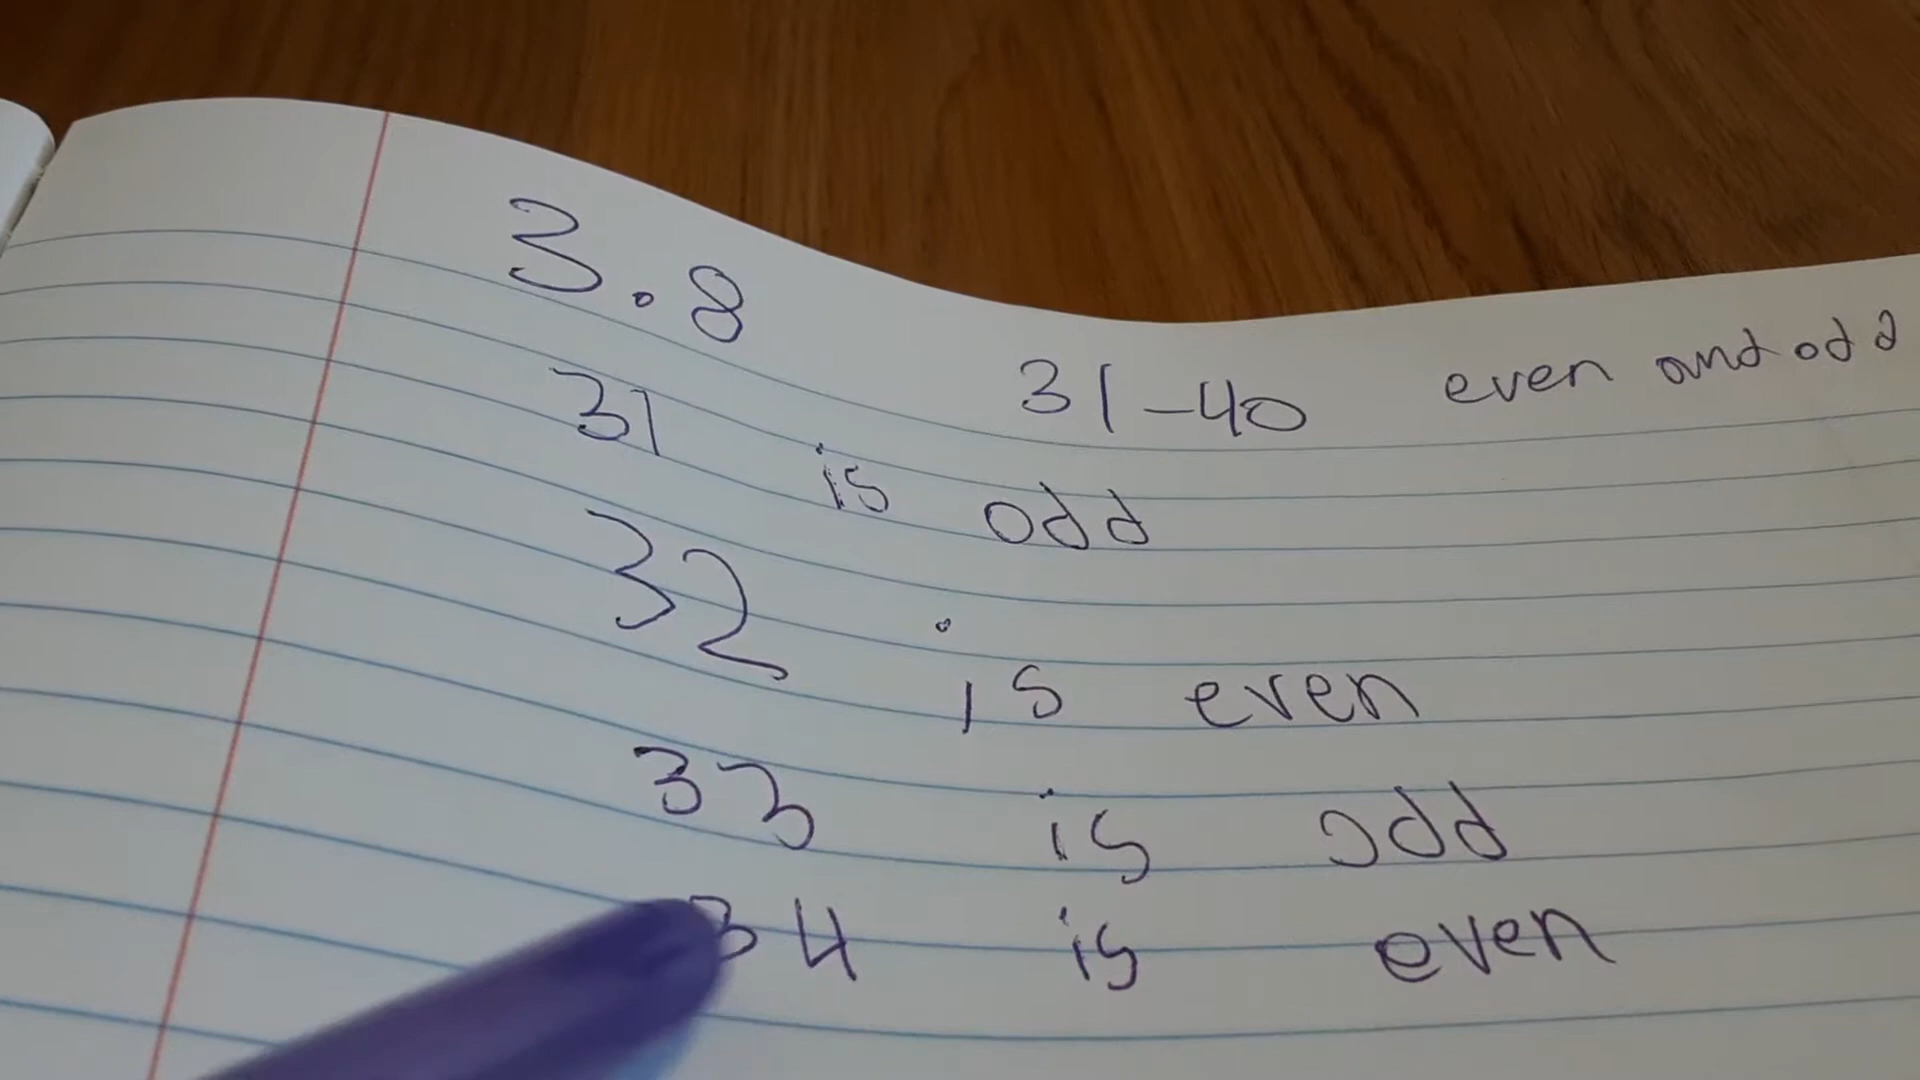 3.8
31-40 even and odd
31 is odd
32 is even
33 is odd
34 is even